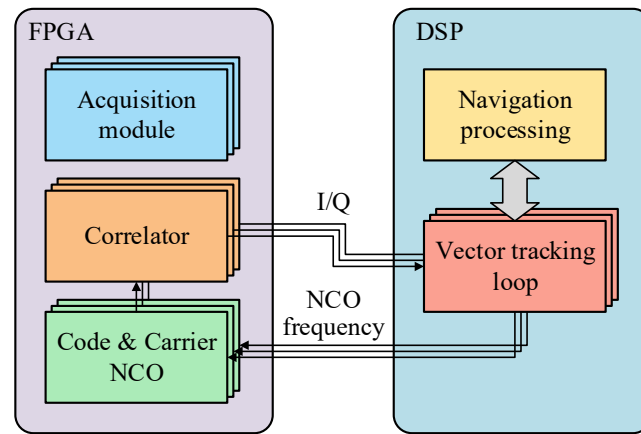 FPGA
Acquisition
module
Correlator
Code & Carrier
NCO
I/Q
NCO
frequency
DSP
Navigation
processing
Vector tracking
loop